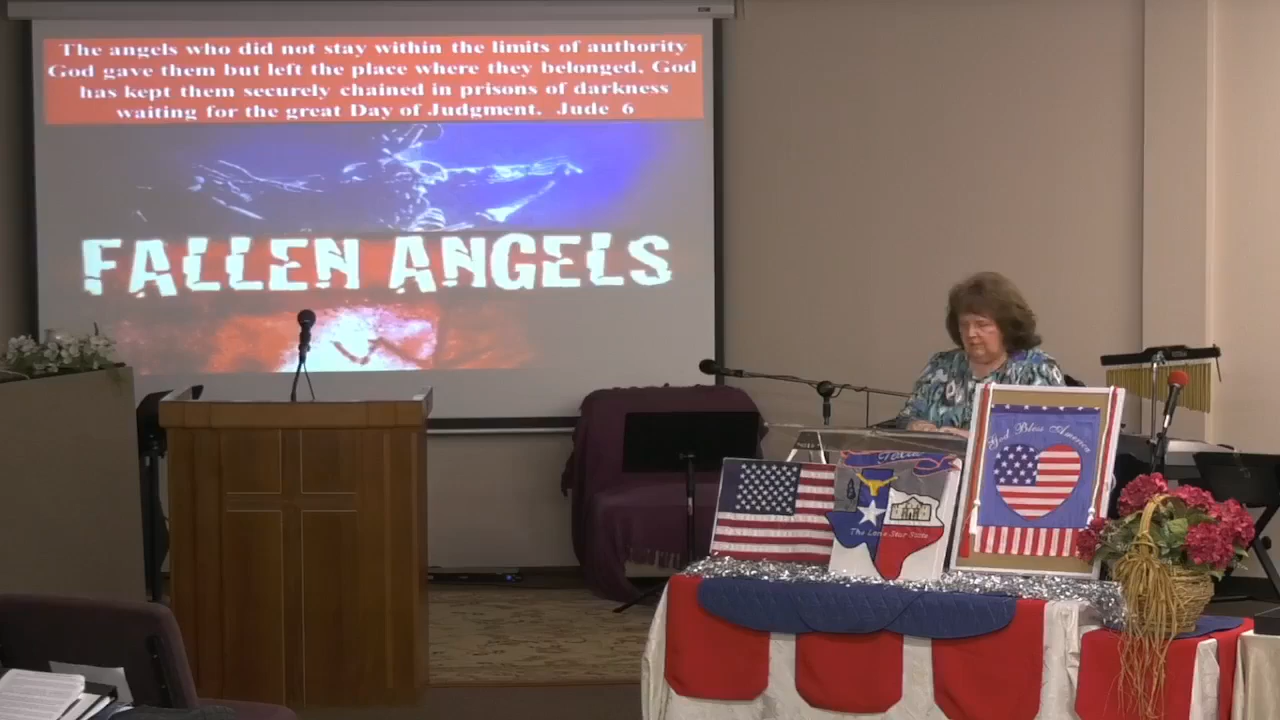 The angels who did not stay within the limits of authority
God gave them but left the place where they belonged, God
has kept them securely chained in prisons of darkness
waiting for the great Day of Judgment. Jude 6
FALLEN ANGELS
God Bless America
The Lone Star State